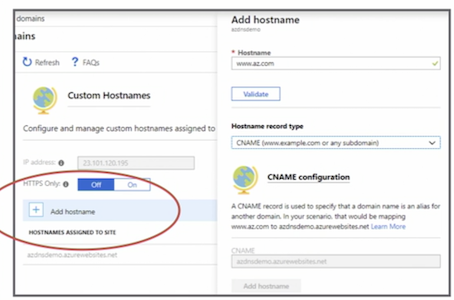 domains
ains
Refresh ? FAQs
Custom Hostnames
Configure and manage custom hostnames assigned to
IP address: 23.101.120.195
HTTPS Only: Off On
+ Add hostname
HOSTNAMES ASSIGNED TO SITE
azdnsdemo.azurewebsites.net
Add hostname
azdnsdemo
* Hostname
www.az.com
Validate
Hostname record type
CNAME (www.example.com or any subdomain)
CNAME configuration
A CNAME record is used to specify that a domain name is an alias for
another domain. In your scenario, that would be mapping
www.az.com to azdnsdemo.azurewebsites.net Learn More
CNAME
azdnsdemo.azurewebsites.net
Add hostname